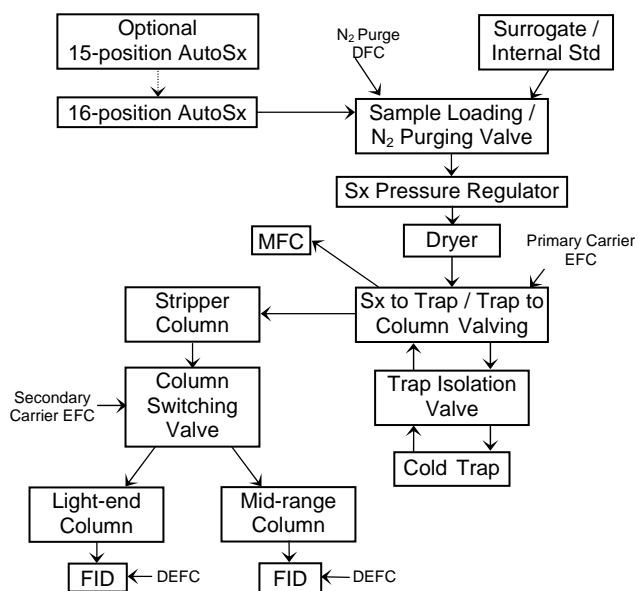 Optional
15-position AutoSx
N₂ Purge
DFC
Surrogate /
Internal Std
16-position AutoSx
Sample Loading /
N₂ Purging Valve
Sx Pressure Regulator
MFC
Dryer
Primary Carrier
EFC
Stripper
Column
Sx to Trap / Trap to
Column Valving
Secondary
Carrier EFC
Column
Switching
Valve
Trap Isolation
Valve
Cold Trap
Light-end
Column
Mid-range
Column
FID
DEFC
FID
DEFC